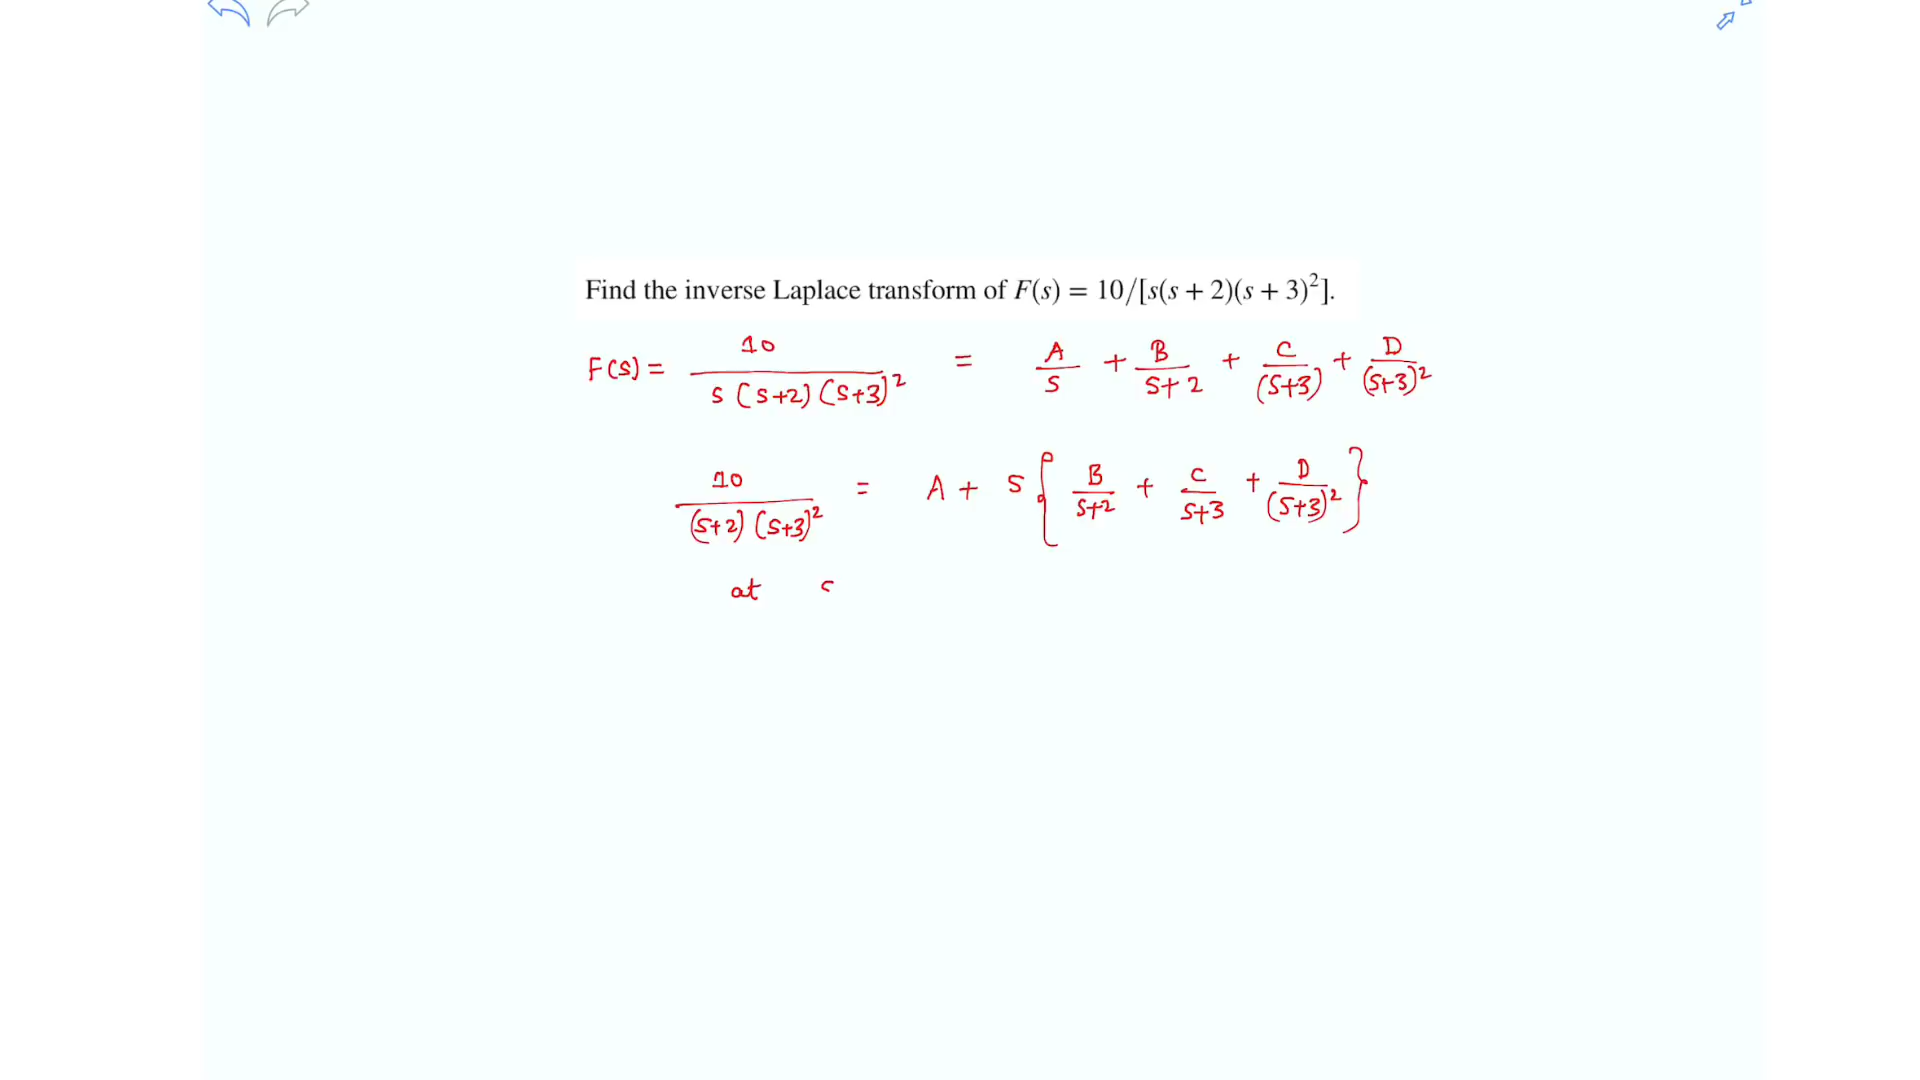 Find the inverse Laplace transform of F(s) = 10/[s(s + 2)(s + 3)²].
F(s) = 10 / s(s+2)(s+3)² = A/s + B/s+2 + C/(s+3) + D/(s+3)²
10 / (s+2)(s+3)² = A + s{ B/s+2 + C/s+3 + D/(s+3)² }
at